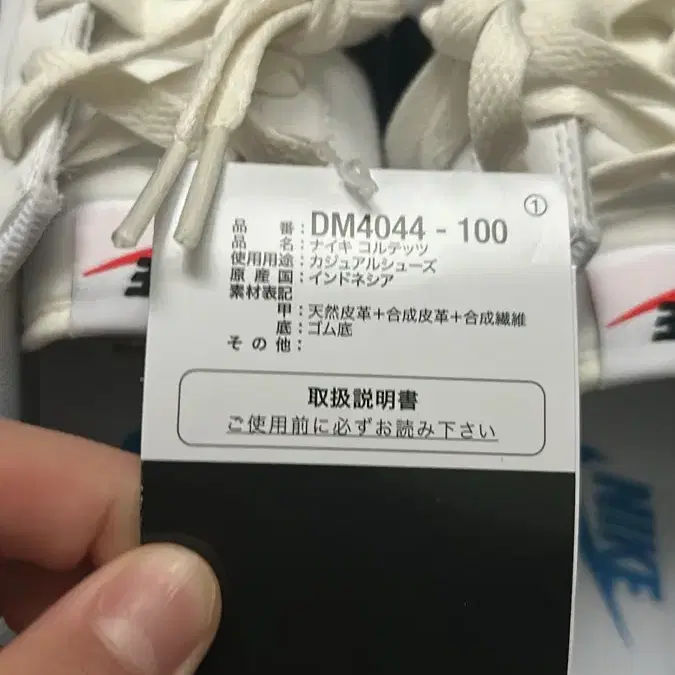 ①
品番:DM4044-100
品名:ナイキ コルテッツ
使用用途:カジュアルシューズ
原産国:インドネシア
素材表記
甲:天然皮革+合成皮革+合成繊維
底:ゴム底
その他:
取扱説明書
ご使用前に必ずお読み下さい
NIKE